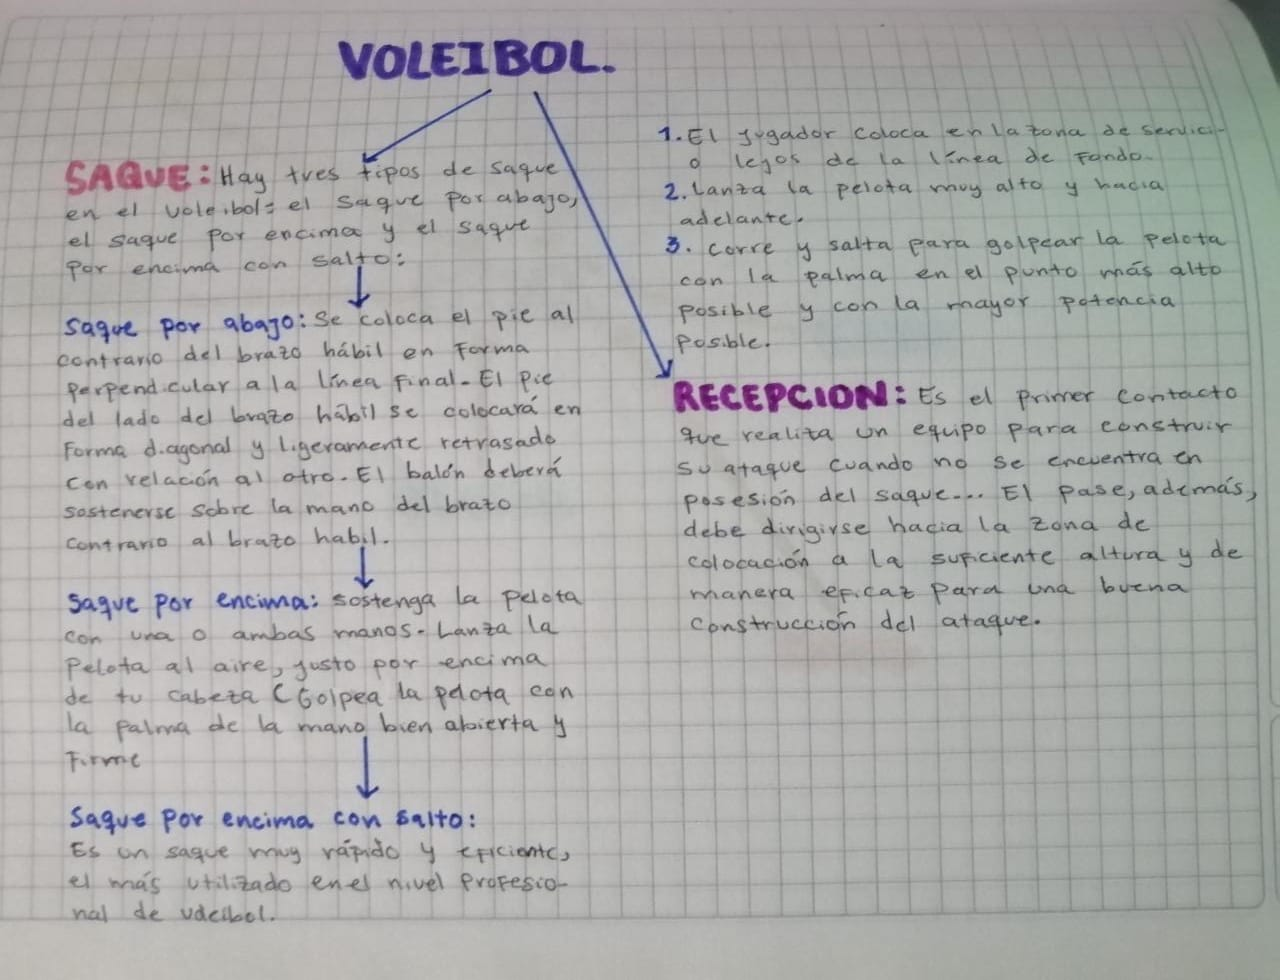 VOLEIBOL.
SAQUE: Hay tres tipos de saque
en el voleibol: el saque por abajo,
el saque por encima y el saque
por encima con salto:
saque por abajo: Se coloca el pie al
contrario del brazo hábil en forma
perpendicular a la línea final. El pie
del lado del brazo hábil se colocará en
Forma diagonal y ligeramente retrasado
con relación al otro. El balón deberá
sostenerse sobre la mano del brazo
contrario al brazo habil.
saque por encima: sostenga la pelota
con una o ambas manos. Lanza la
Pelota al aire, justo por encima
de tu cabeza (Golpea la pelota con
la palma de la mano bien abierta y
Firme
Saque por encima con salto:
Es un saque muy rápido y eficiente,
el más utilizado en el nivel profesio-
nal de voleibol.
1. El jugador coloca en la zona de servici-
o lejos de la línea de Fondo.
2. Lanza la pelota muy alto y hacia
adelante.
3. corre y salta para golpear la pelota
con la palma en el punto más alto
posible y con la mayor potencia
posible.
RECEPCION: Es el primer contacto
que realiza un equipo para construir
su ataque cuando no se encuentra en
posesión del saque... El pase, además,
debe dirigirse hacia la zona de
colocación a la suficiente altura y de
manera eficaz para una buena
construcción del ataque.